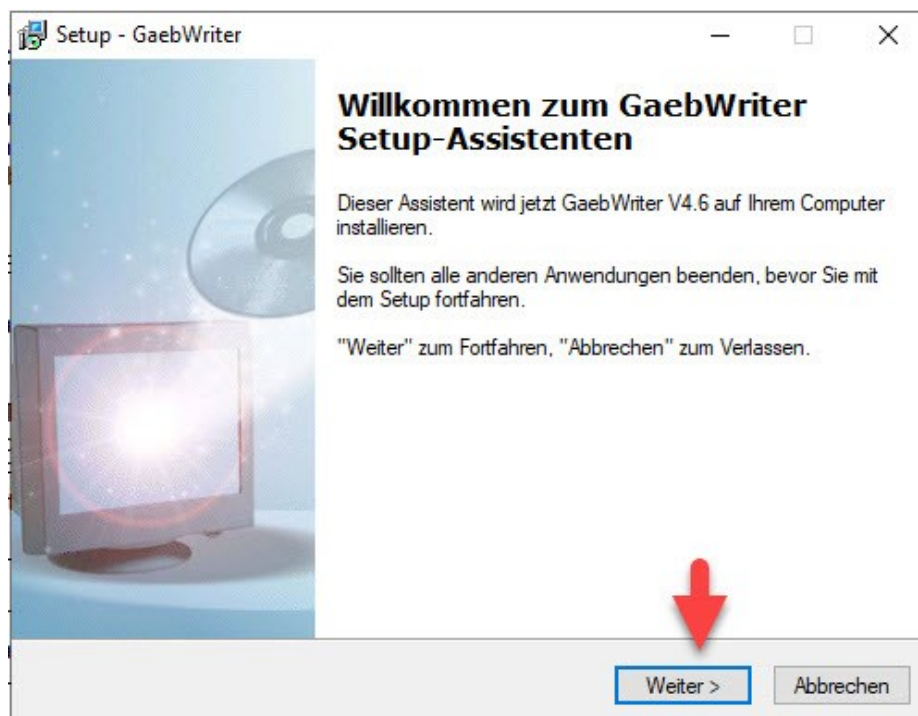 Setup - GaebWriter
Willkommen zum GaebWriter
Setup-Assistenten
Dieser Assistent wird jetzt GaebWriter V4.6 auf Ihrem Computer
installieren.
Sie sollten alle anderen Anwendungen beenden, bevor Sie mit
dem Setup fortfahren.
"Weiter" zum Fortfahren, "Abbrechen" zum Verlassen.
Weiter >
Abbrechen